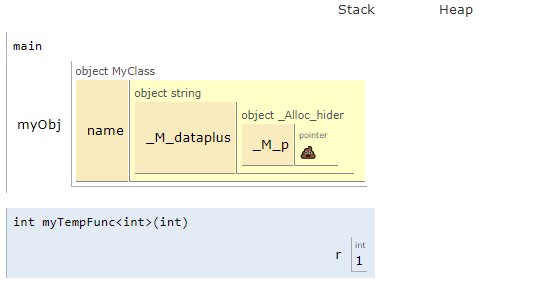 Stack Heap
main
object MyClass
object string
object _Alloc_hider
pointer
myObj name _M_dataplus _M_p
int myTempFunc<int>(int)
int
r 1